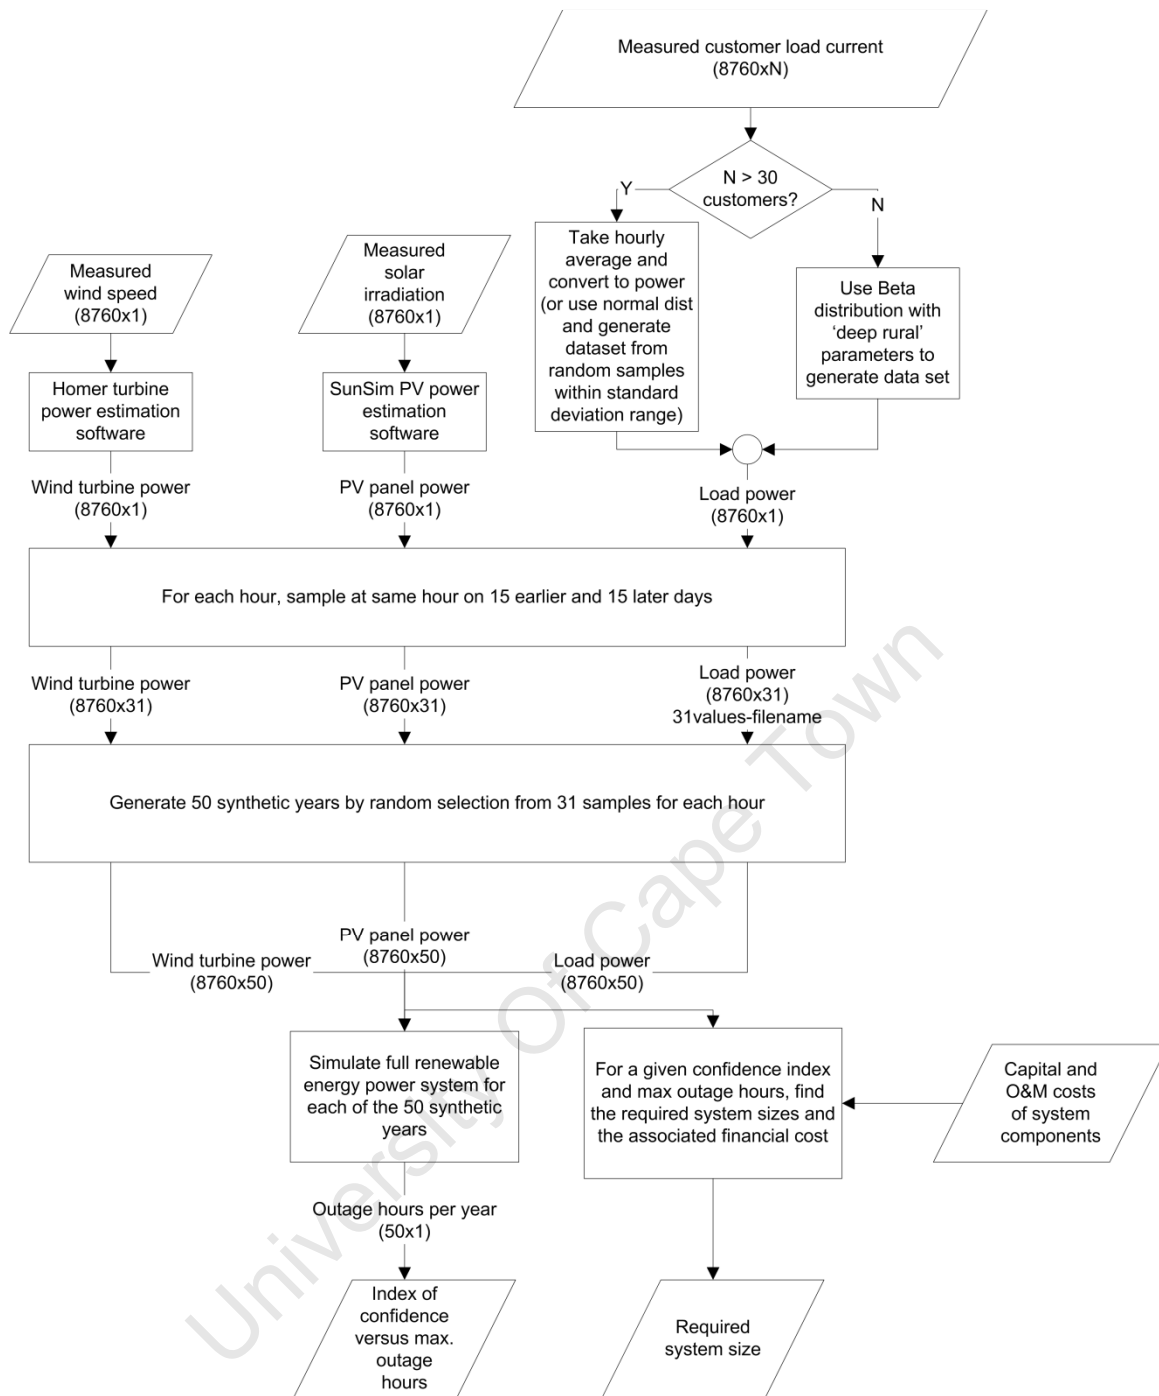 Measured customer load current
(8760xN)
N > 30
customers?
Y
N
Take hourly
average and
convert to power
(or use normal dist
and generate
dataset from
random samples
within standard
deviation range)
Use Beta
distribution with
‘deep rural’
parameters to
generate data set
Measured
wind speed
(8760x1)
Measured
solar
irradiation
(8760x1)
Homer turbine
power estimation
software
SunSim PV power
estimation
software
Wind turbine power
(8760x1)
PV panel power
(8760x1)
Load power
(8760x1)
For each hour, sample at same hour on 15 earlier and 15 later days
Wind turbine power
(8760x31)
PV panel power
(8760x31)
Load power
(8760x31)
31values-filename
Generate 50 synthetic years by random selection from 31 samples for each hour
Wind turbine power
(8760x50)
PV panel power
(8760x50)
Load power
(8760x50)
Simulate full renewable
energy power system for
each of the 50 synthetic
years
For a given confidence index
and max outage hours, find
the required system sizes and
the associated financial cost
Capital and
O&M costs
of system
components
Outage hours per year
(50x1)
Index of
confidence
versus max.
outage
hours
Required
system size
University Of Cape Town